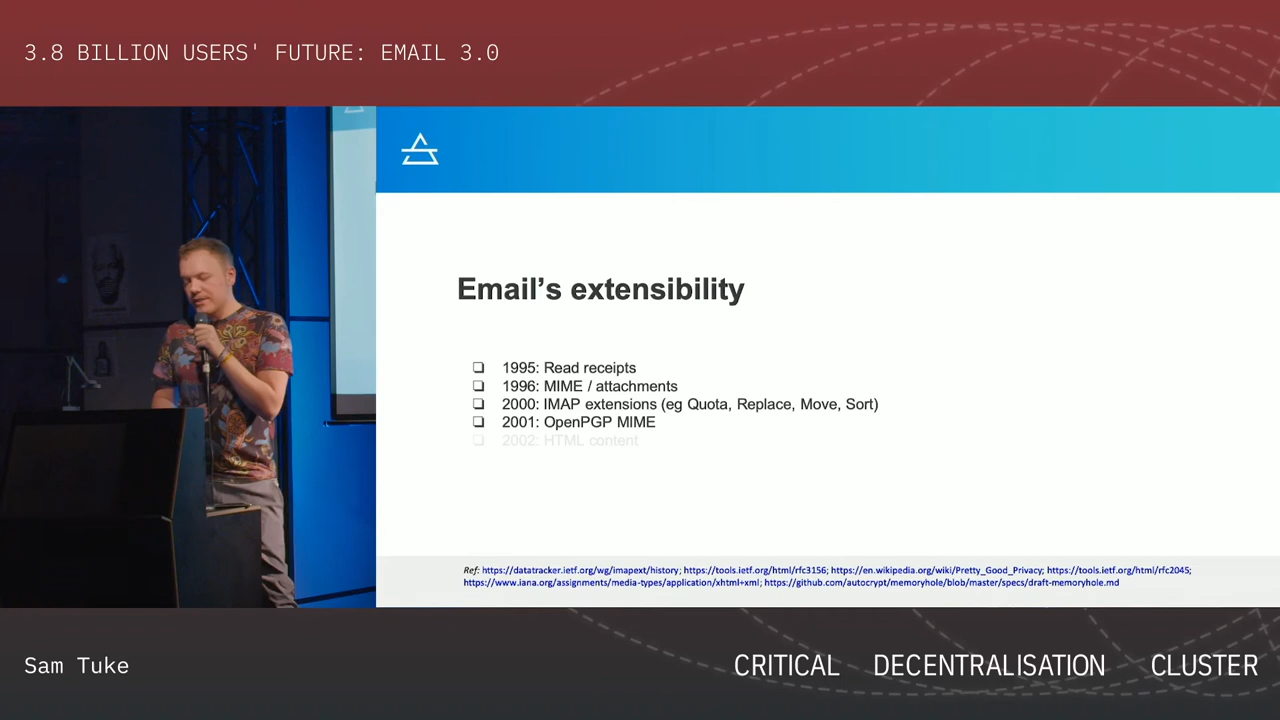 3.8 BILLION USERS' FUTURE: EMAIL 3.0
Email’s extensibility
❏ 1995: Read receipts
❏ 1996: MIME / attachments
❏ 2000: IMAP extensions (eg Quota, Replace, Move, Sort)
❏ 2001: OpenPGP MIME
❏ 2002: HTML content
Ref: https://datatracker.ietf.org/wg/imapext/history; https://tools.ietf.org/html/rfc3156; https://en.wikipedia.org/wiki/Pretty_Good_Privacy; https://tools.ietf.org/html/rfc2045;
https://www.iana.org/assignments/media-types/application/xhtml+xml; https://github.com/autocrypt/memoryhole/blob/master/specs/draft-memoryhole.md
Sam Tuke
CRITICAL DECENTRALISATION CLUSTER